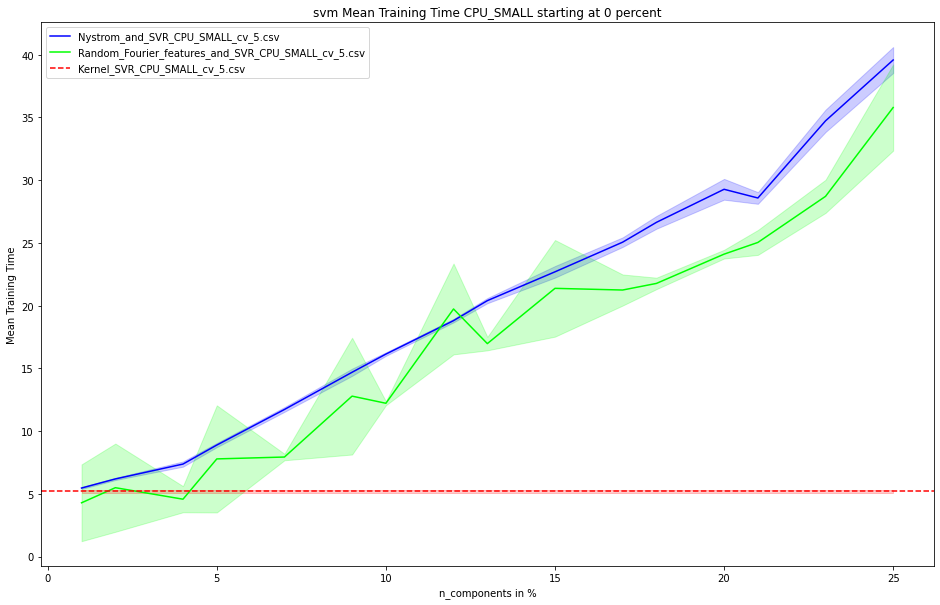 svm Mean Training Time CPU_SMALL starting at 0 percent
Nystrom_and_SVR_CPU_SMALL_cv_5.csv
Random_Fourier_features_and_SVR_CPU_SMALL_cv_5.csv
Kernel_SVR_CPU_SMALL_cv_5.csv
Mean Training Time
40
35
30
25
20
15
10
5
0
0 5 10 15 20 25
n_components in %